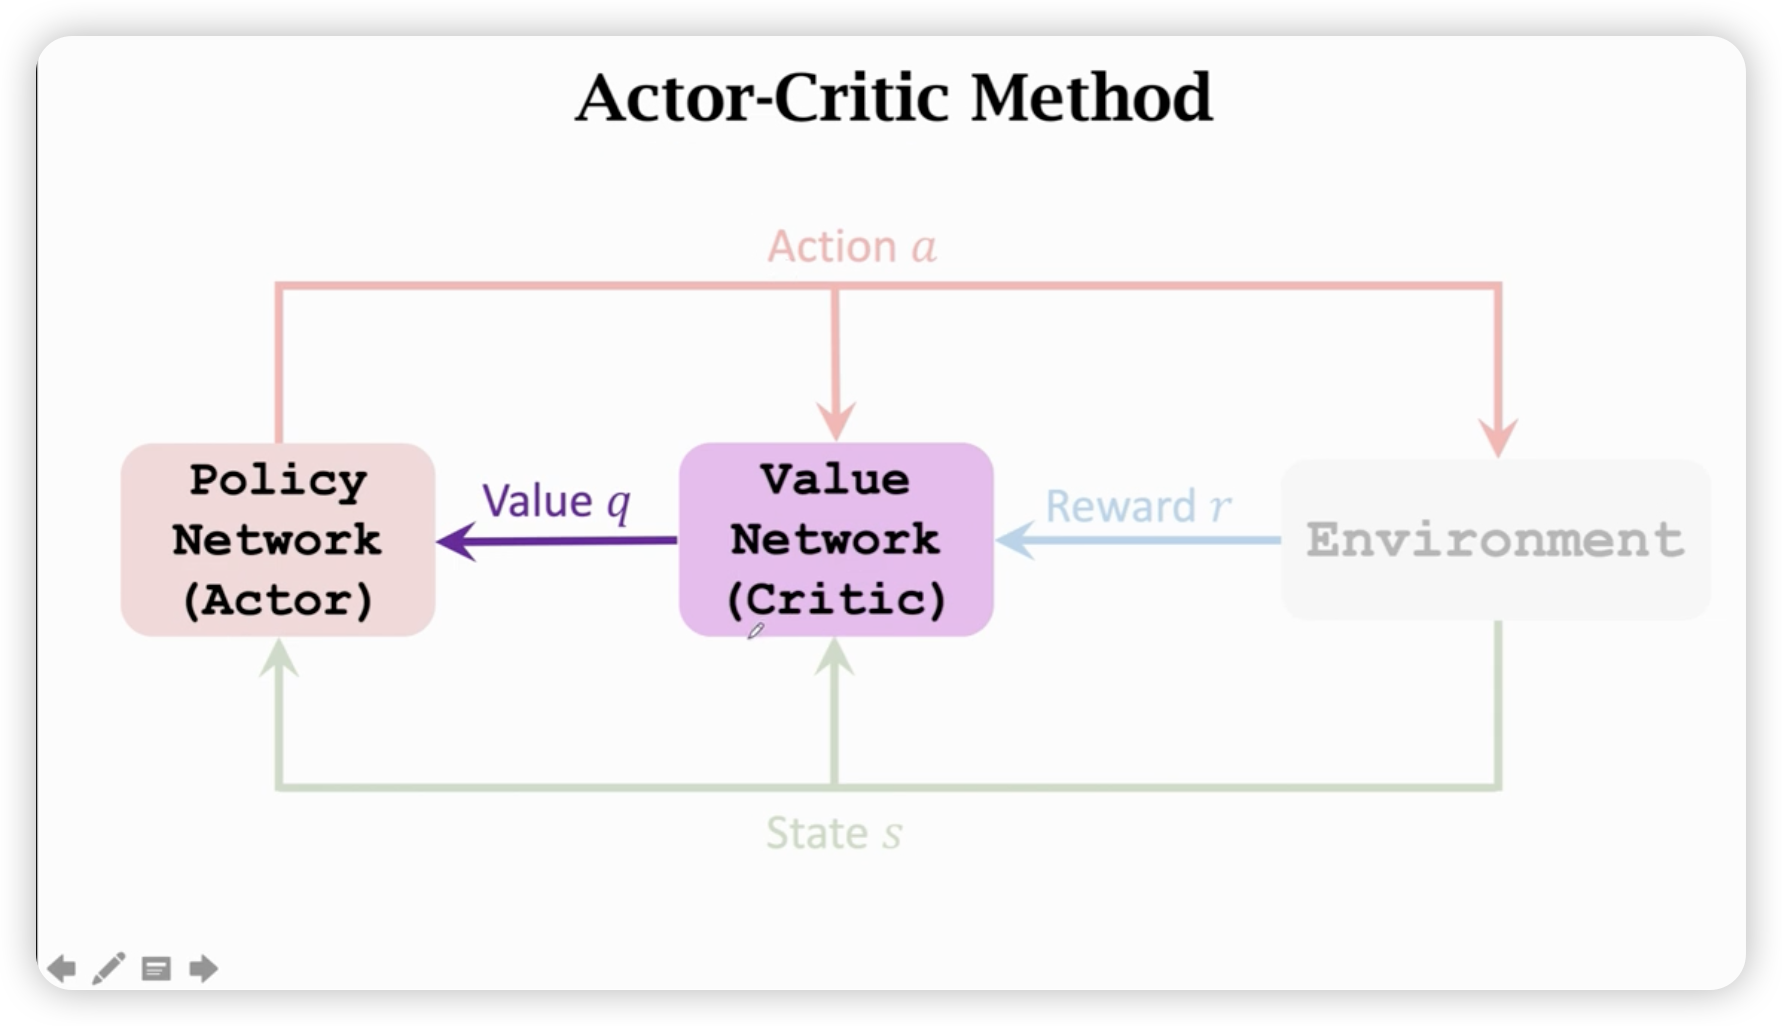 Actor-Critic Method
Action a
Policy
Network
(Actor)
Value q
Value
Network
(Critic)
Reward r
Environment
State s